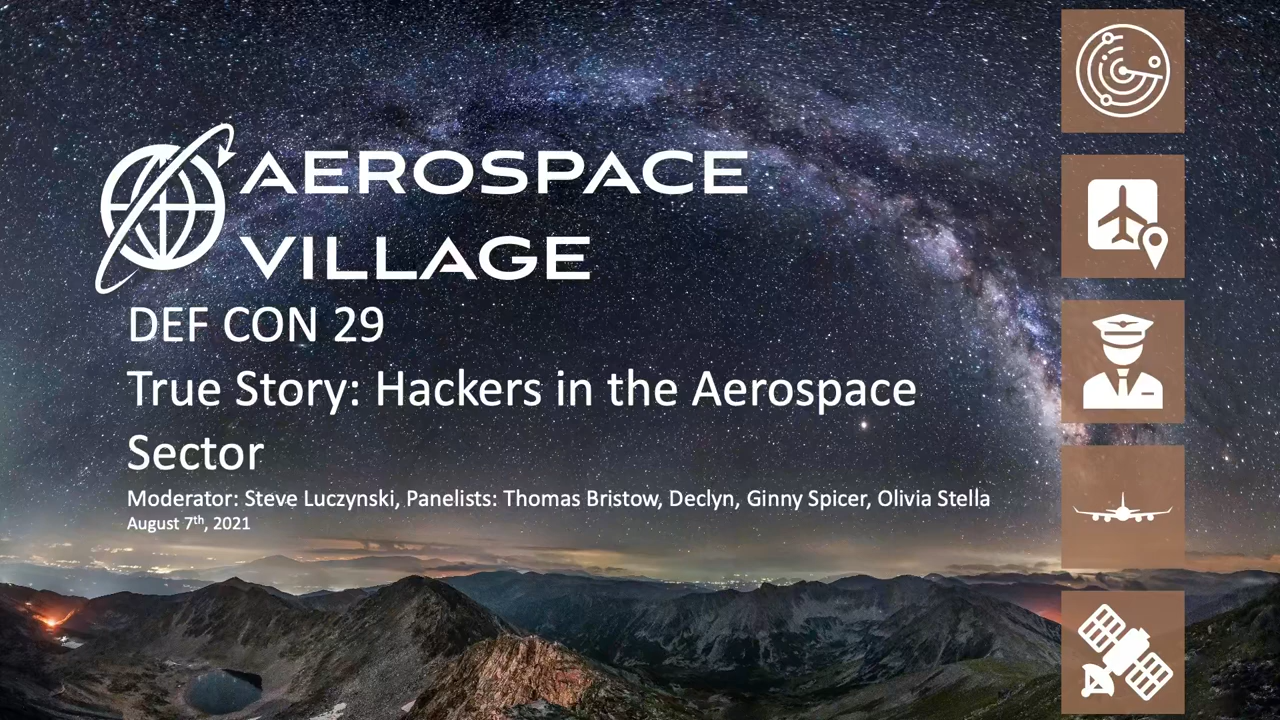 AEROSPACE
VILLAGE
DEF CON 29
True Story: Hackers in the Aerospace
Sector
Moderator: Steve Luczynski, Panelists: Thomas Bristow, Declyn, Ginny Spicer, Olivia Stella
August 7th, 2021